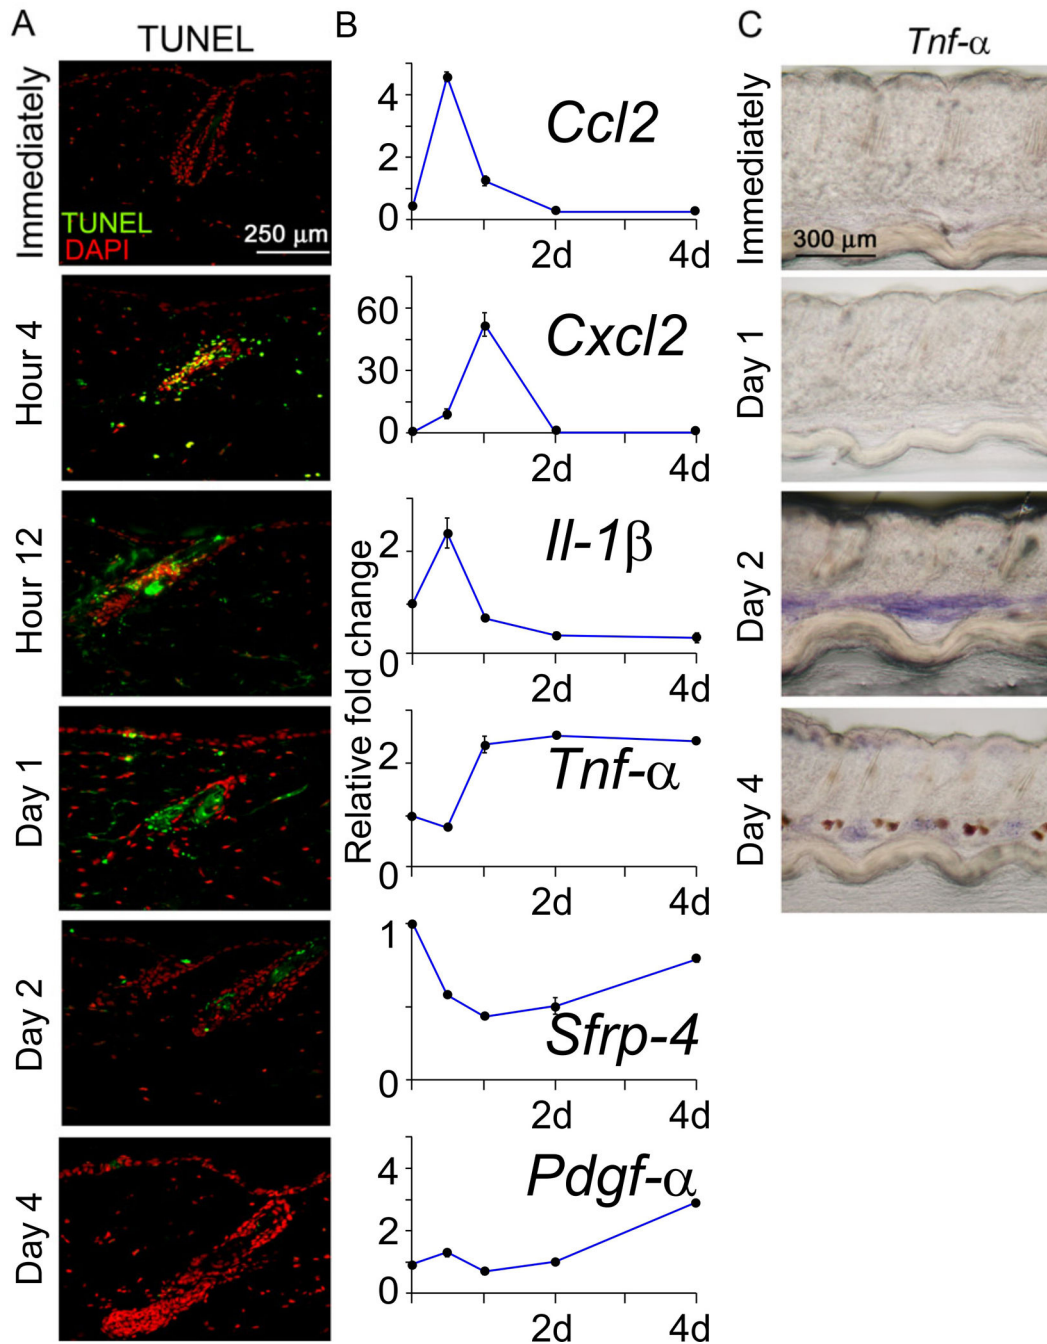 A
TUNEL
Immediately
TUNEL
DAPI
250 μm
Hour 4
Hour 12
Day 1
Day 2
Day 4
B
Relative fold change
4
2
0
Ccl2
2d
4d
60
30
0
Cxcl2
2d
4d
2
0
Il-1β
2d
4d
2
0
Tnf-α
2d
4d
1
0
Sfrp-4
2d
4d
4
2
0
Pdgf-α
2d
4d
C
Tnf-α
Immediately
300 μm
Day 1
Day 2
Day 4